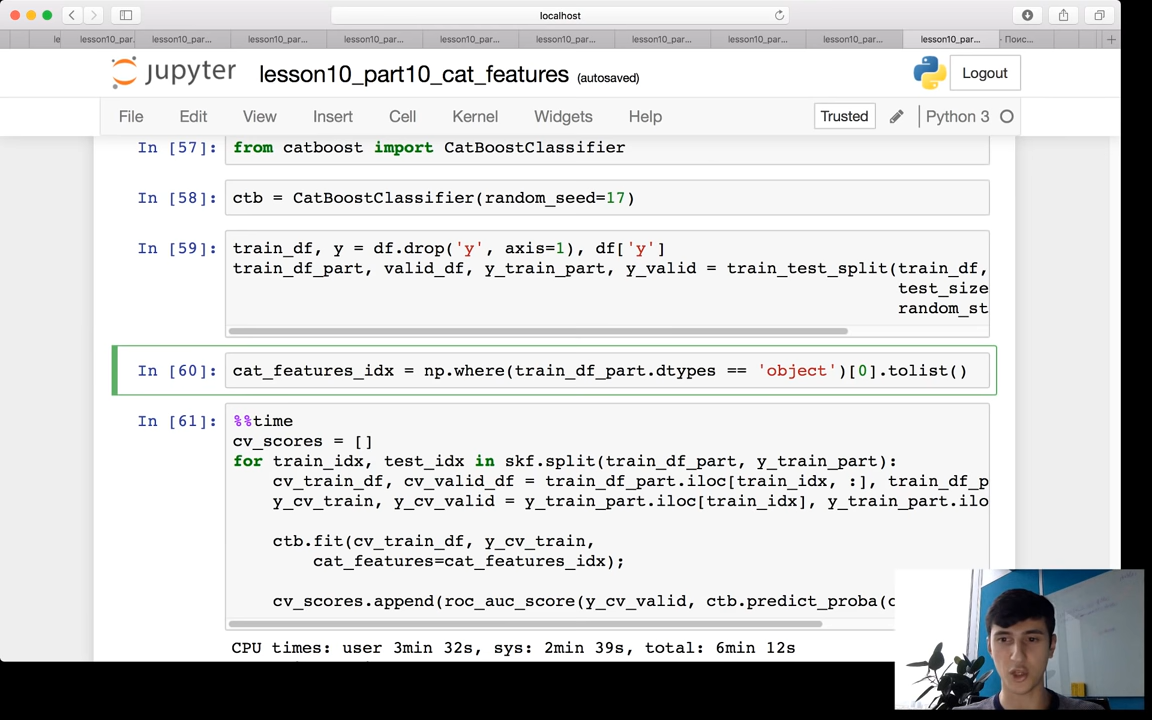 localhost
le
lesson10_par...
lesson10_par...
lesson10_par...
lesson10_par...
lesson10_par...
lesson10_par...
lesson10_par...
lesson10_par...
lesson10_par...
lesson10_par...
- Поиск...
jupyter lesson10_part10_cat_features (autosaved)
Logout
File Edit View Insert Cell Kernel Widgets Help Trusted Python 3
In [57]: from catboost import CatBoostClassifier
In [58]: ctb = CatBoostClassifier(random_seed=17)
In [59]: train_df, y = df.drop('y', axis=1), df['y']
train_df_part, valid_df, y_train_part, y_valid = train_test_split(train_df,
test_size
random_st
In [60]: cat_features_idx = np.where(train_df_part.dtypes == 'object')[0].tolist()
In [61]: %%time
cv_scores = []
for train_idx, test_idx in skf.split(train_df_part, y_train_part):
cv_train_df, cv_valid_df = train_df_part.iloc[train_idx, :], train_df_p
y_cv_train, y_cv_valid = y_train_part.iloc[train_idx], y_train_part.ilo
ctb.fit(cv_train_df, y_cv_train,
cat_features=cat_features_idx);
cv_scores.append(roc_auc_score(y_cv_valid, ctb.predict_proba(c
CPU times: user 3min 32s, sys: 2min 39s, total: 6min 12s